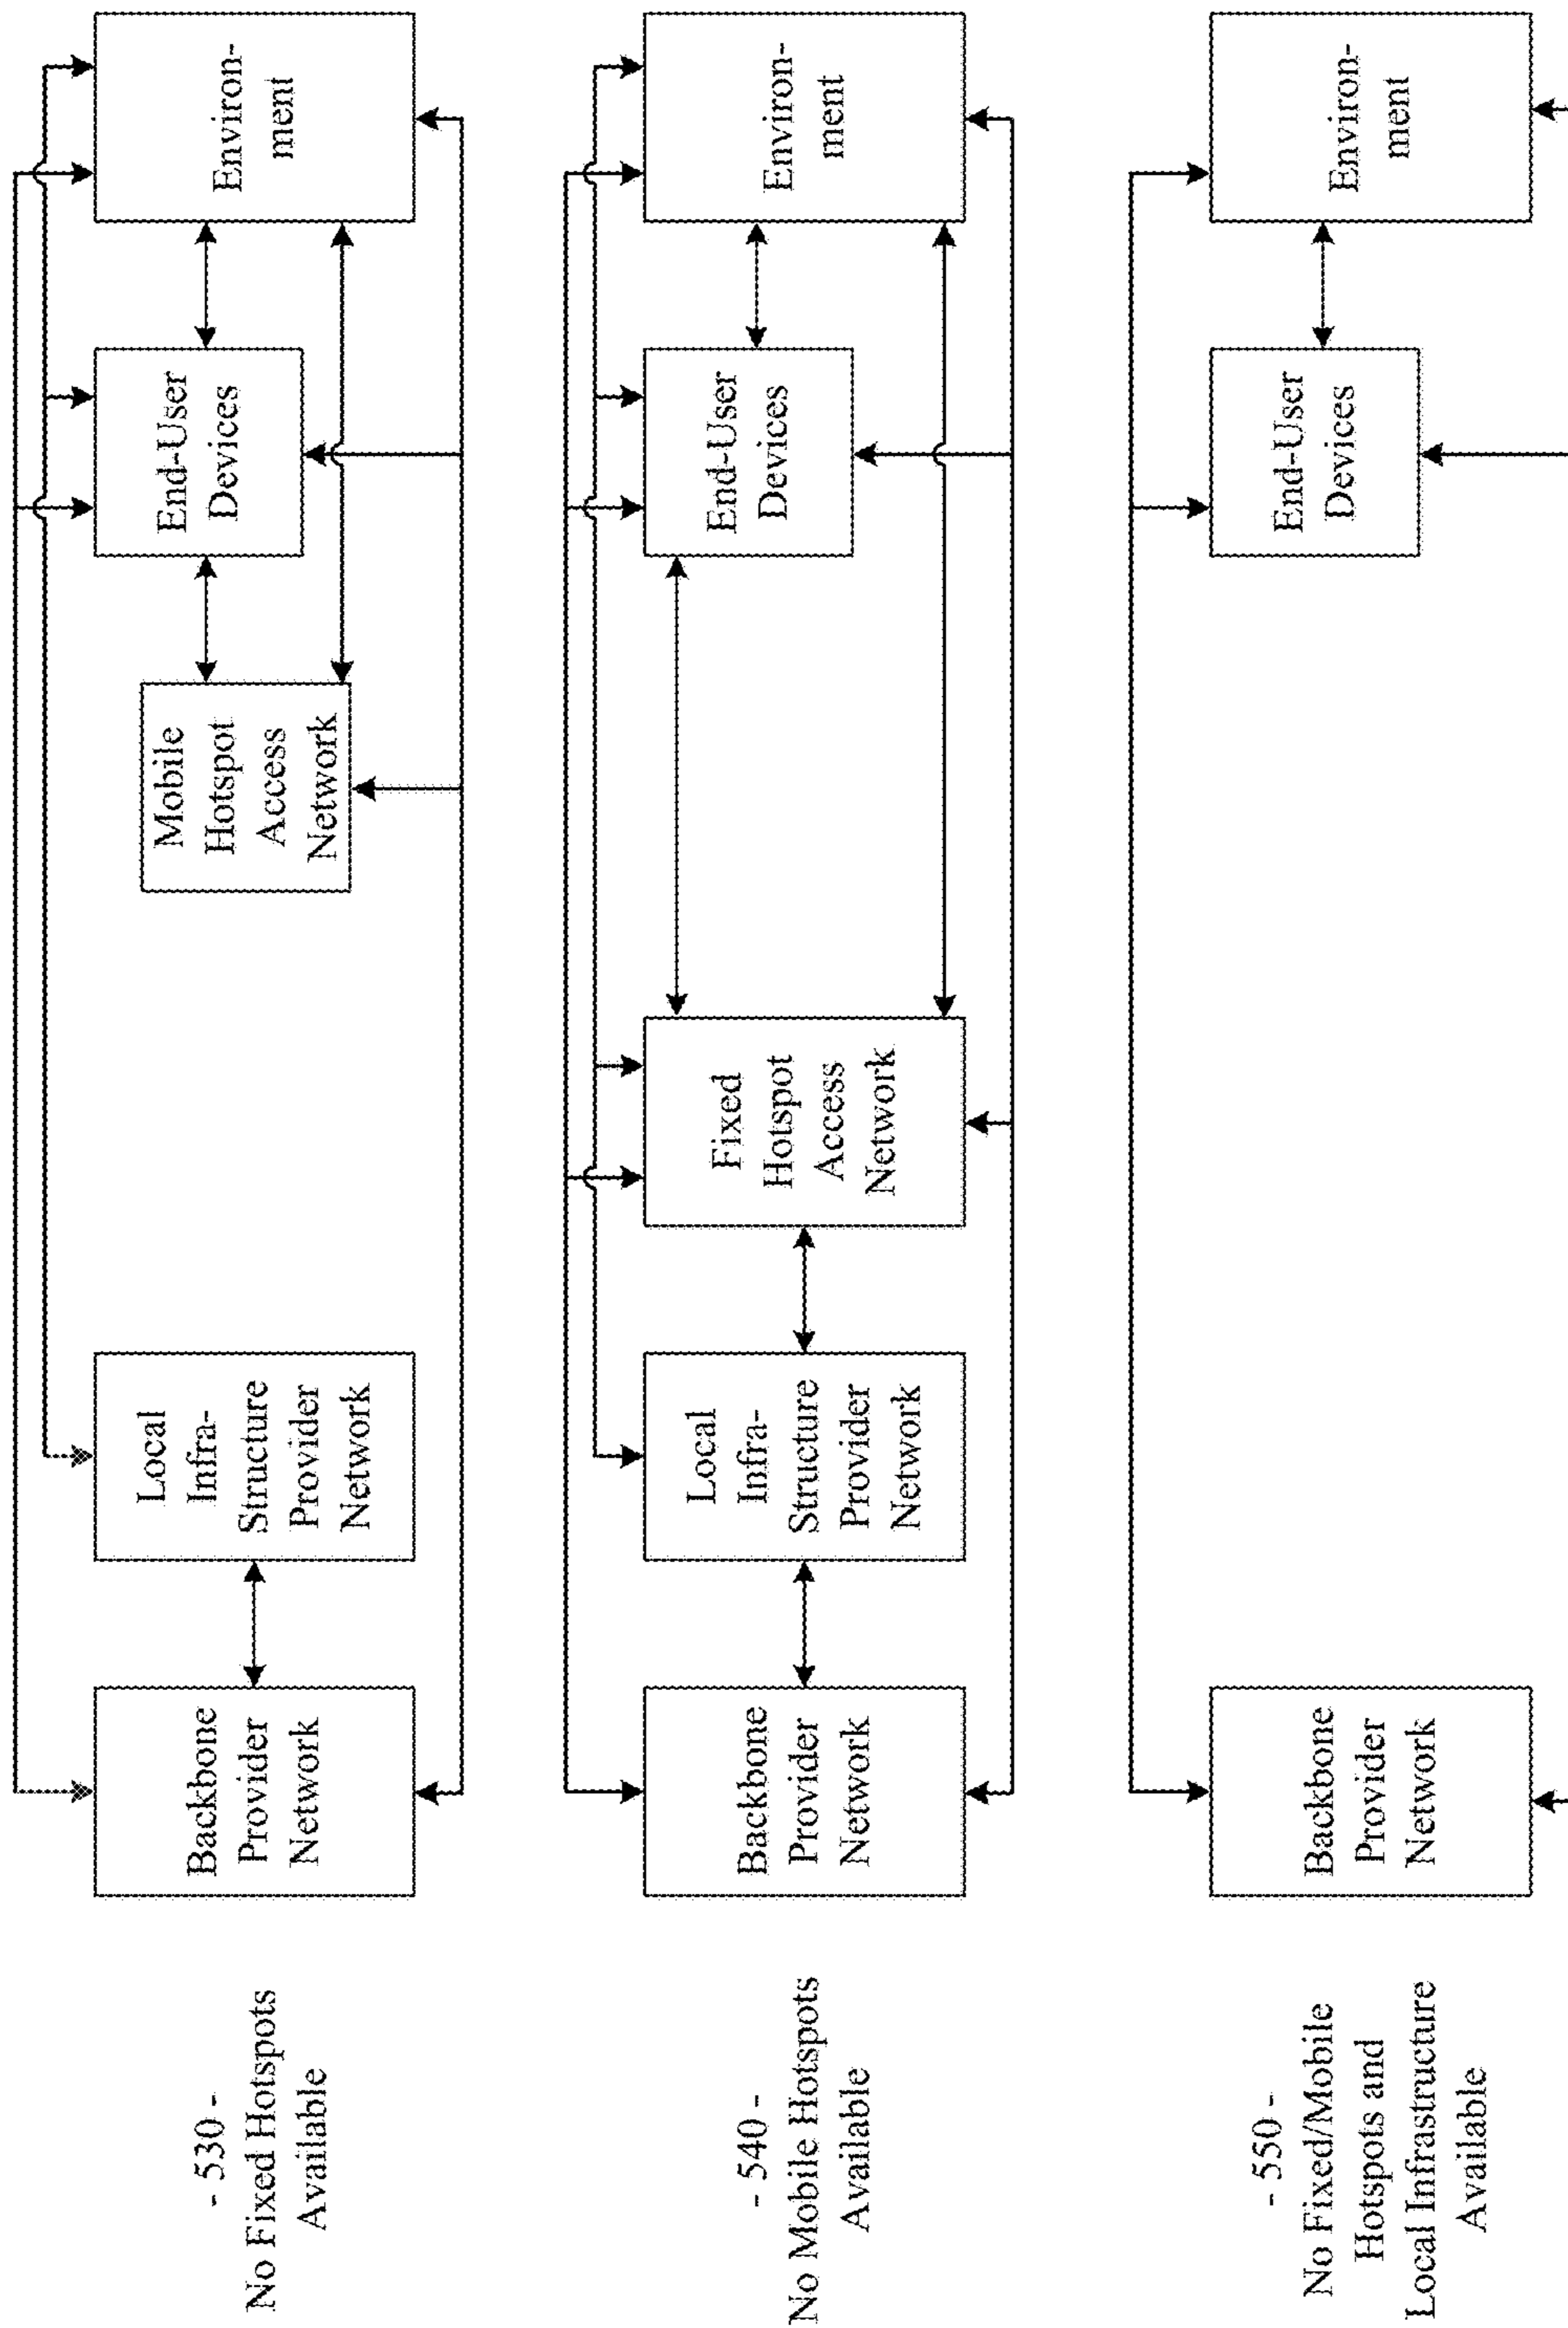 - 530 -
No Fixed Hotspots
Available
Backbone
Provider
Network
Local
Infra-
Structure
Provider
Network
Mobile
Hotspot
Access
Network
End-User
Devices
Environ-
ment
- 540 -
No Mobile Hotspots
Available
Backbone
Provider
Network
Local
Infra-
Structure
Provider
Network
Fixed
Hotspot
Access
Network
End-User
Devices
Environ-
ment
- 550 -
No Fixed/Mobile
Hotspots and
Local Infrastructure
Available
Backbone
Provider
Network
End-User
Devices
Environ-
ment